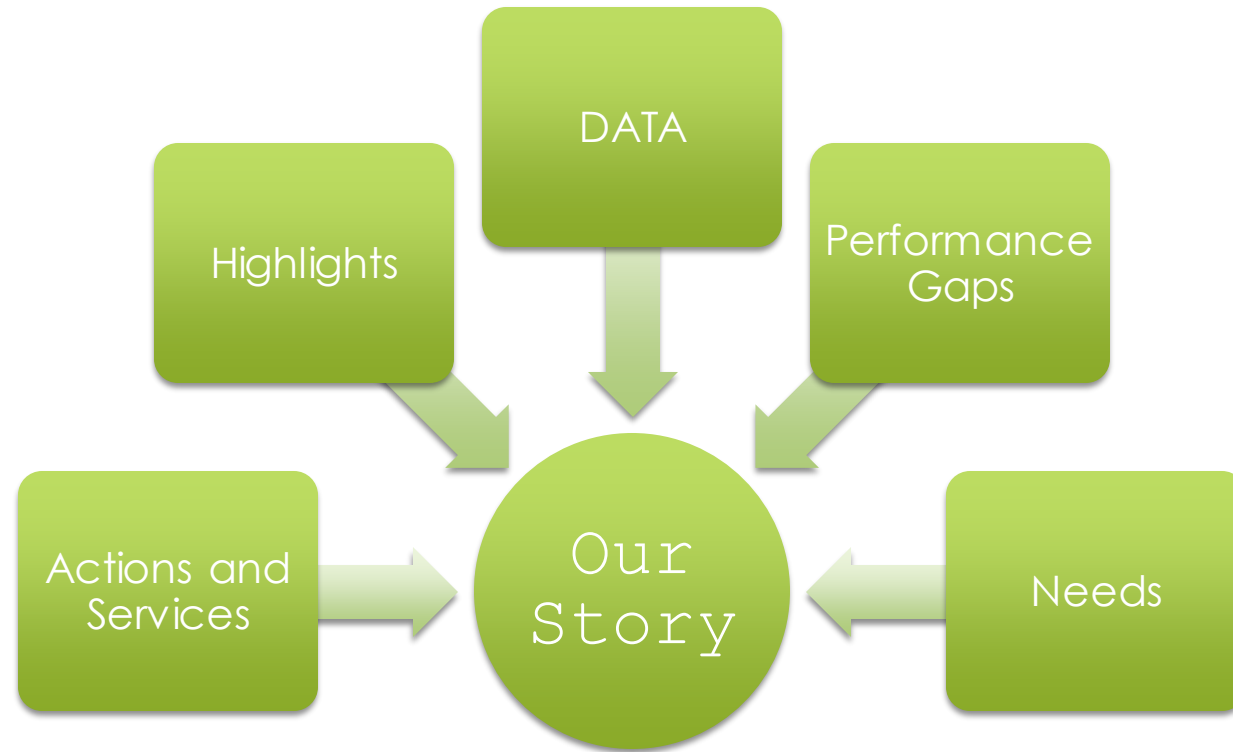 DATA
Highlights
Performance
Gaps
Actions and
Services
Our
Story
Needs